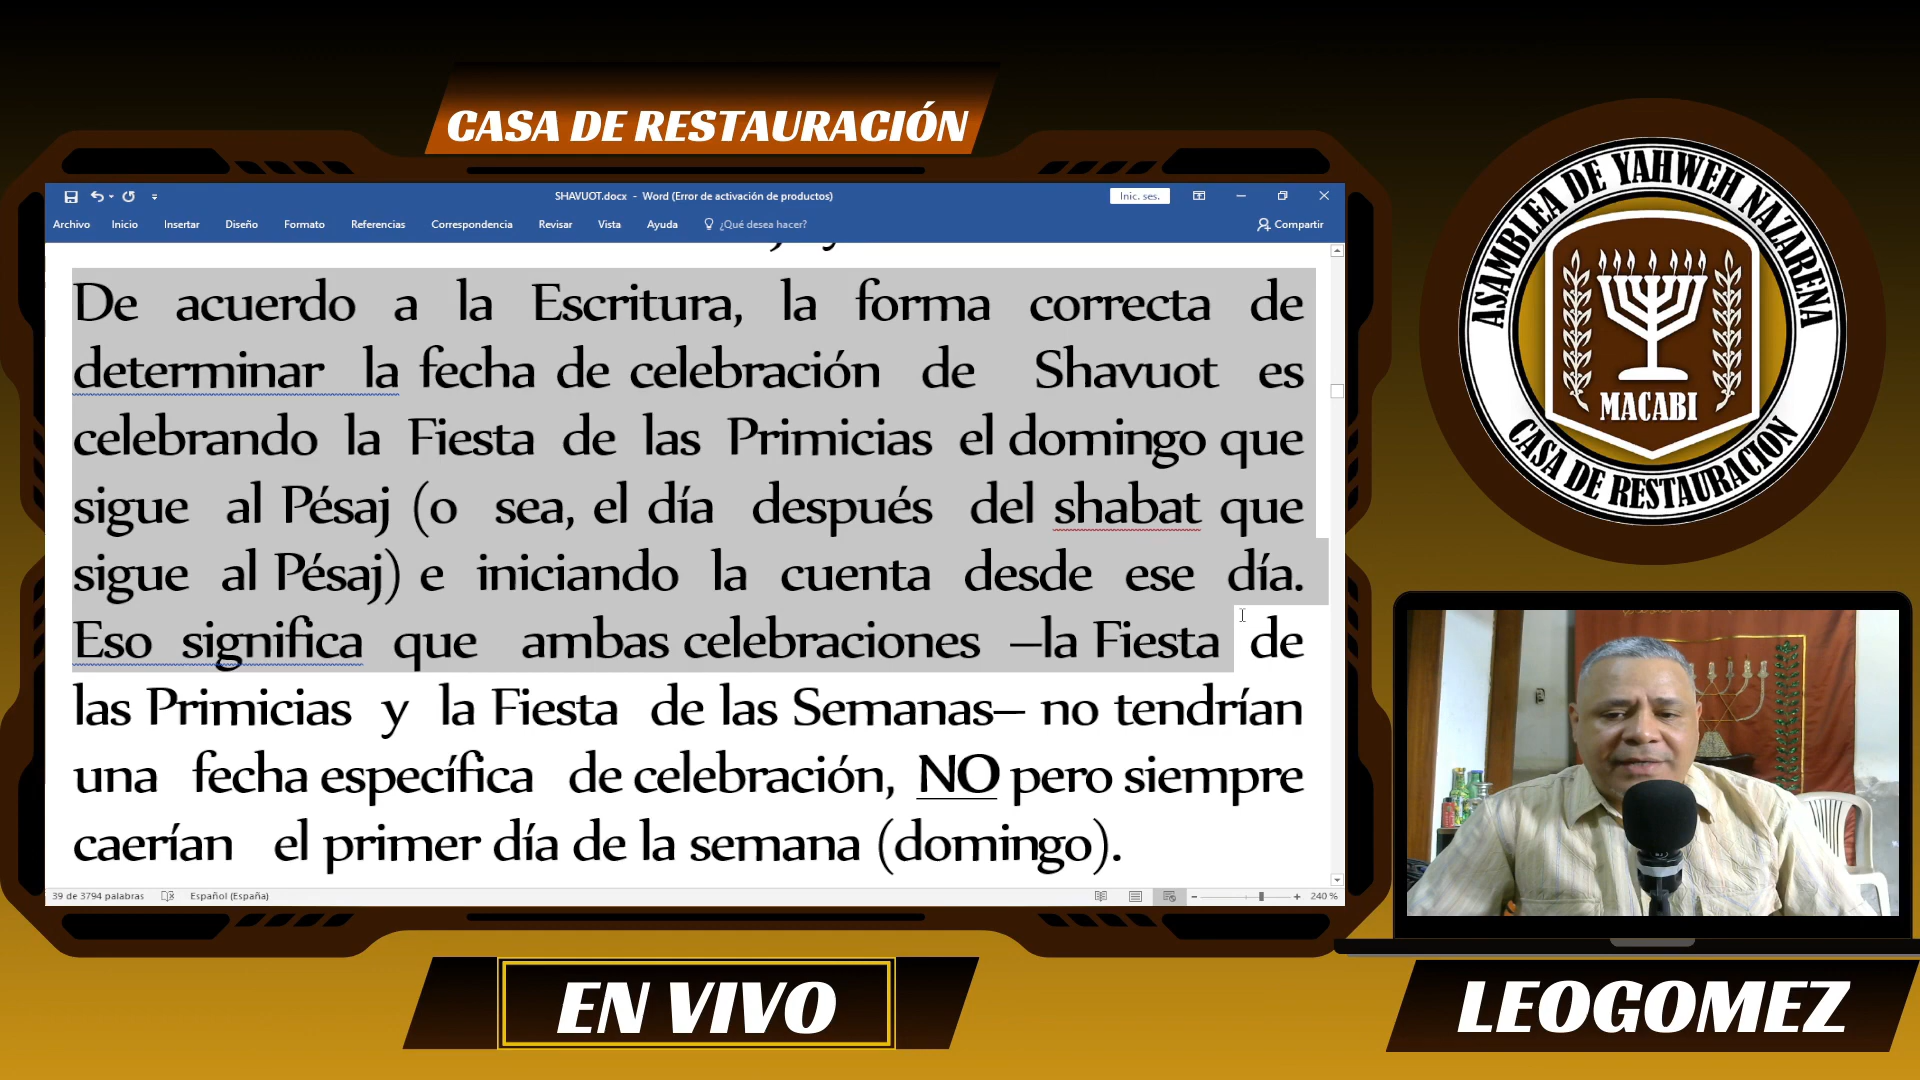 CASA DE RESTAURACIÓN
SHAVUOT.docx - Word (Error de activación de productos)
Inic. ses.
Archivo Inicio Insertar Diseño Formato Referencias Correspondencia Revisar Vista Ayuda ¿Qué desea hacer? Compartir
De acuerdo a la Escritura, la forma correcta de
determinar la fecha de celebración de Shavuot es
celebrando la Fiesta de las Primicias el domingo que
sigue al Pésaj (o sea, el día después del shabat que
sigue al Pésaj) e iniciando la cuenta desde ese día.
Eso significa que ambas celebraciones –la Fiesta de
las Primicias y la Fiesta de las Semanas– no tendrían
una fecha específica de celebración, NO pero siempre
caerían el primer día de la semana (domingo).
39 de 3794 palabras Español (España) 240 %
ASAMBLEA DE YAHWEH NAZARENA
MACABI
CASA DE RESTAURACION
EN VIVO
LEOGOMEZ